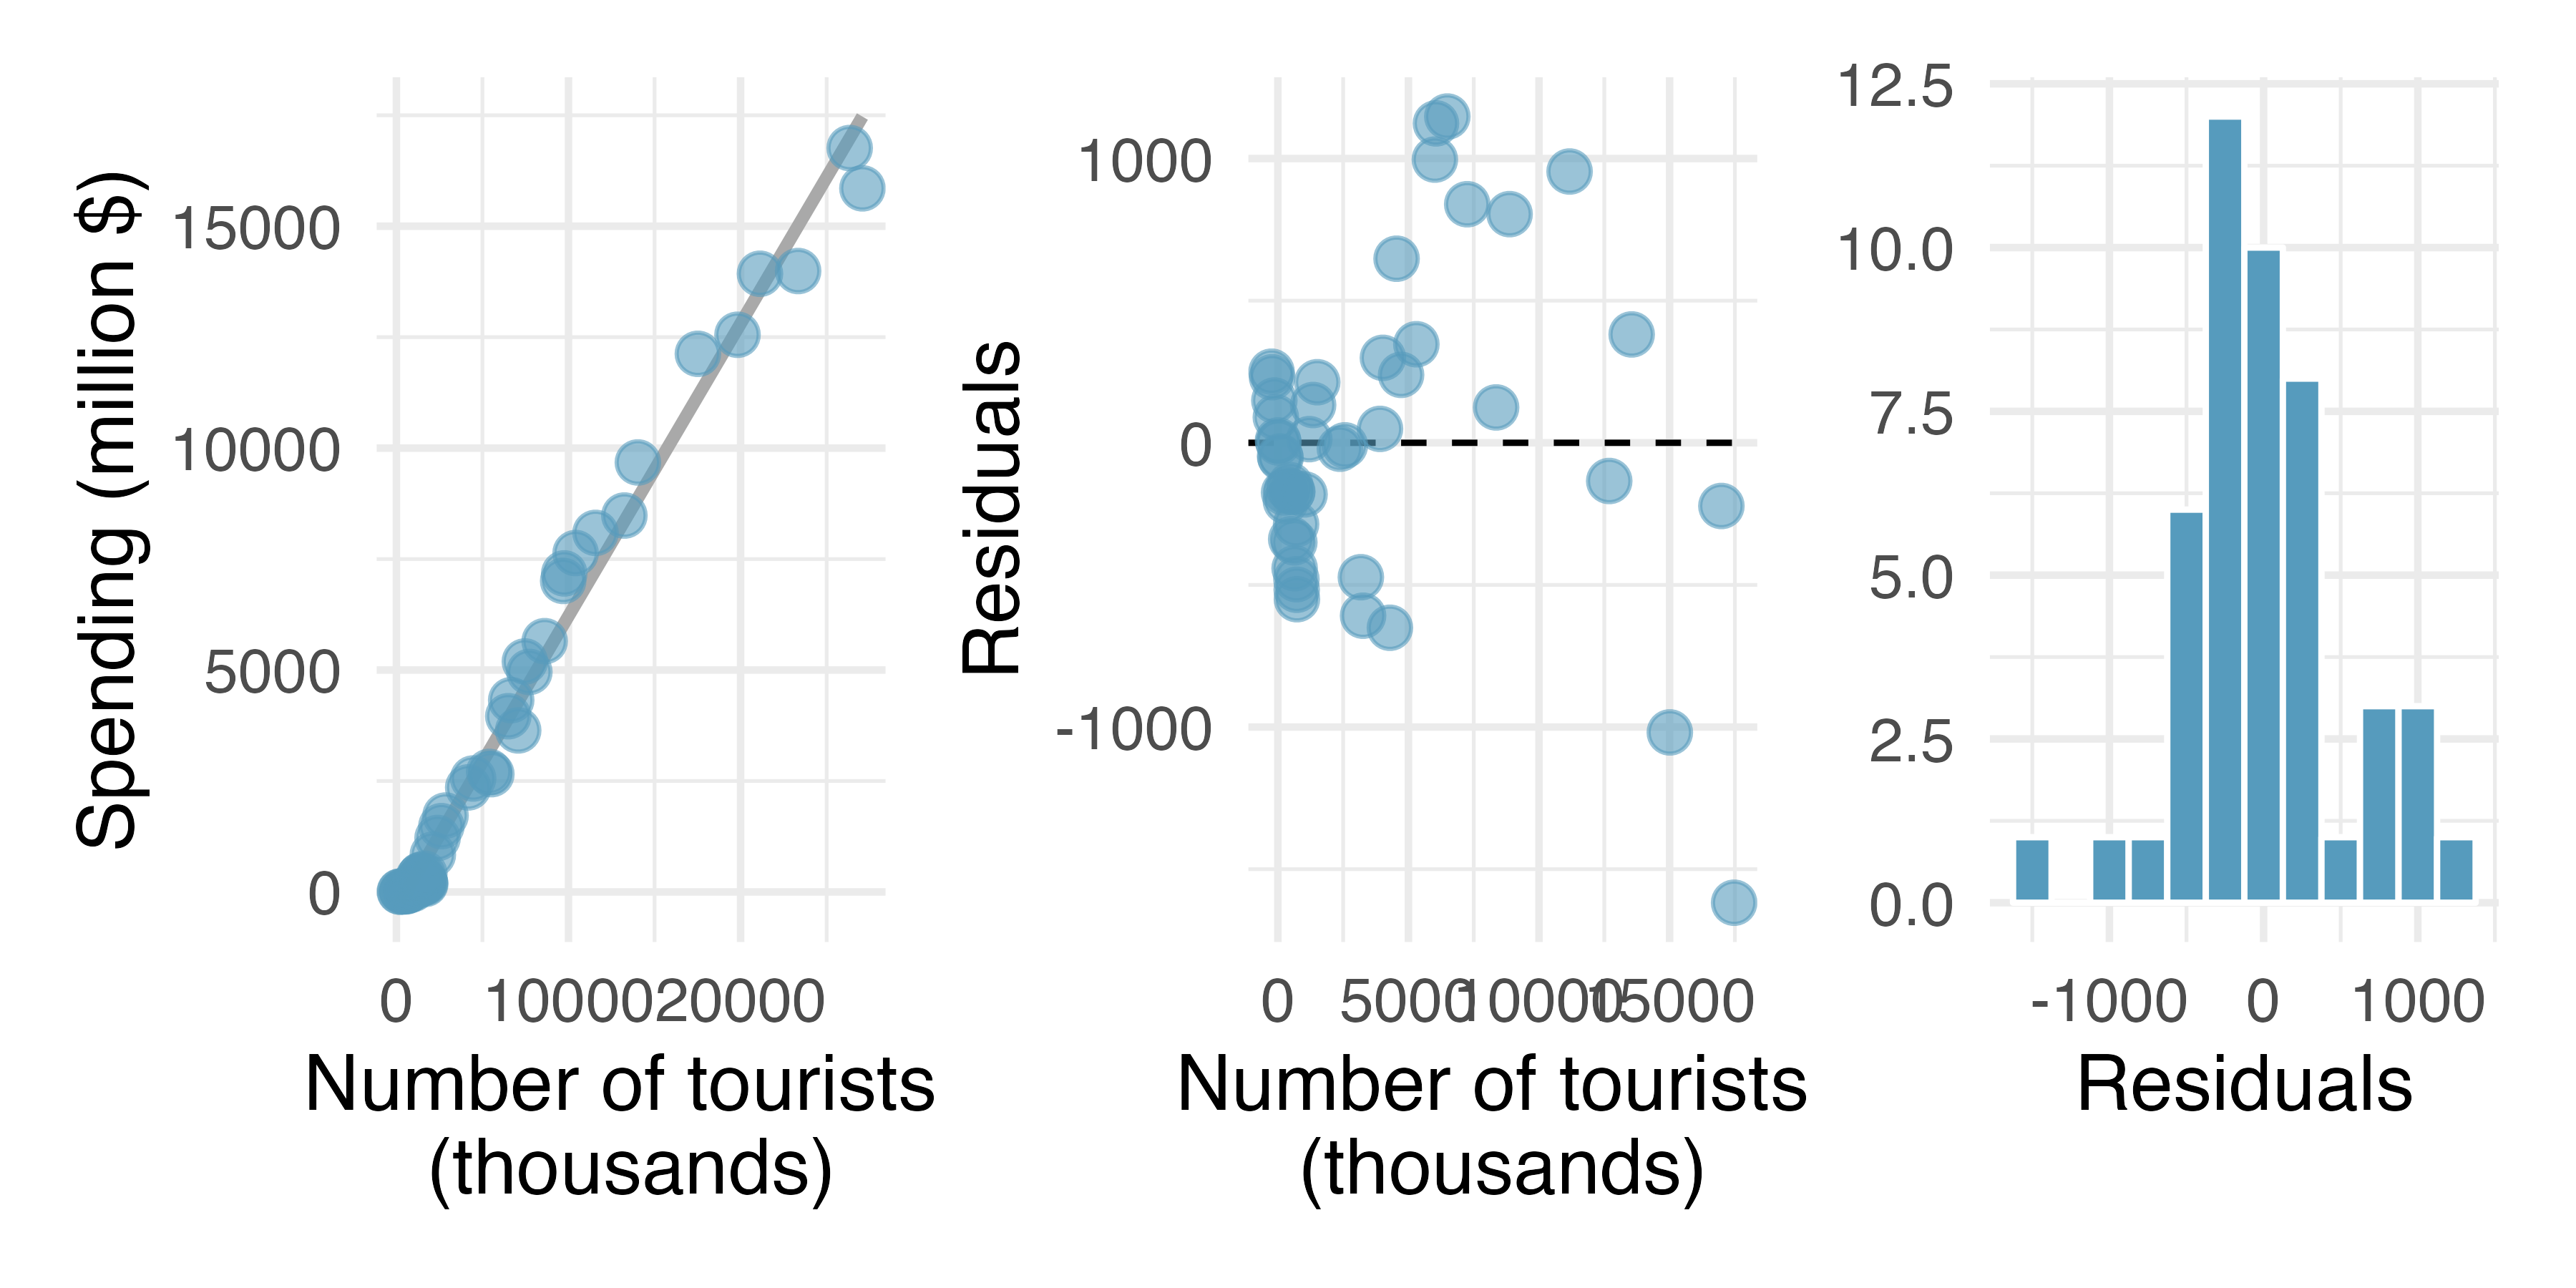 Spending (million $)
15000
10000
5000
0
0 10000 20000
Number of tourists
(thousands)
Residuals
1000
0
-1000
0 5000 10000 15000
Number of tourists
(thousands)
12.5
10.0
7.5
5.0
2.5
0.0
-1000 0 1000
Residuals